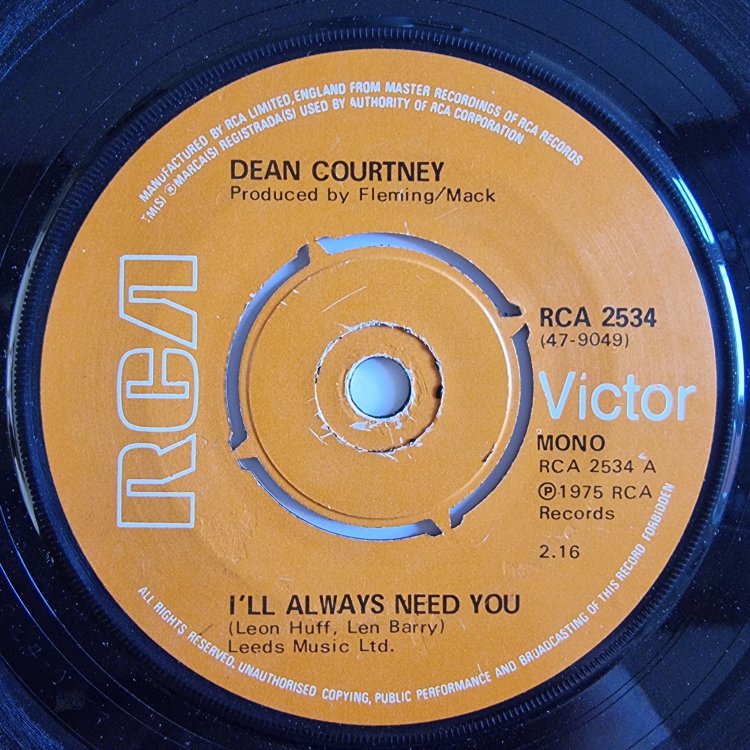 MANUFACTURED BY RCA LIMITED, ENGLAND FROM MASTER RECORDINGS OF RCA RECORDS
TM(S) ® MARCA(S) REGISTRADA(S) USED BY AUTHORITY OF RCA CORPORATION
DEAN COURTNEY
Produced by Fleming/Mack
RCA
RCA 2534
(47-9049)
Victor
MONO
RCA 2534 A
℗1975 RCA
Records
2.16
I'LL ALWAYS NEED YOU
(Leon Huff, Len Barry)
Leeds Music Ltd.
ALL RIGHTS RESERVED. UNAUTHORISED COPYING, PUBLIC PERFORMANCE AND BROADCASTING OF THIS RECORD FORBIDDEN